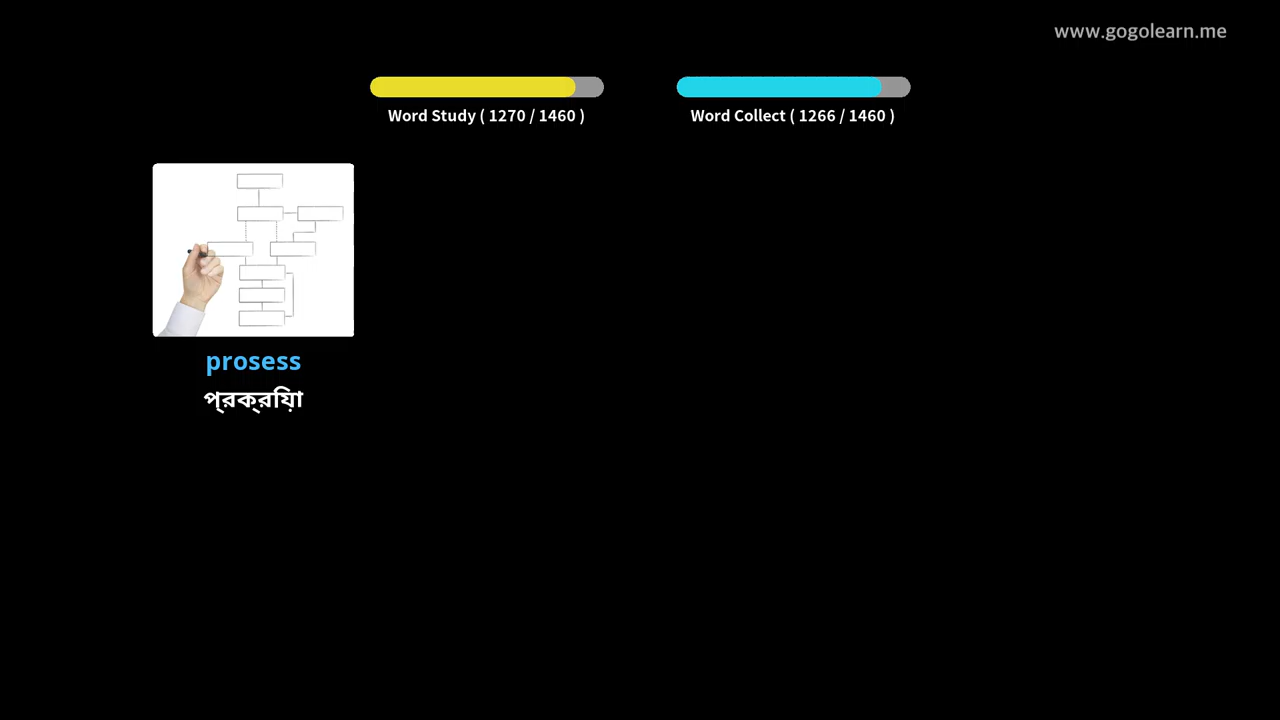 www.gogolearn.me
Word Study ( 1270 / 1460 )
Word Collect ( 1266 / 1460 )
prosess
প্রক্রিয়া